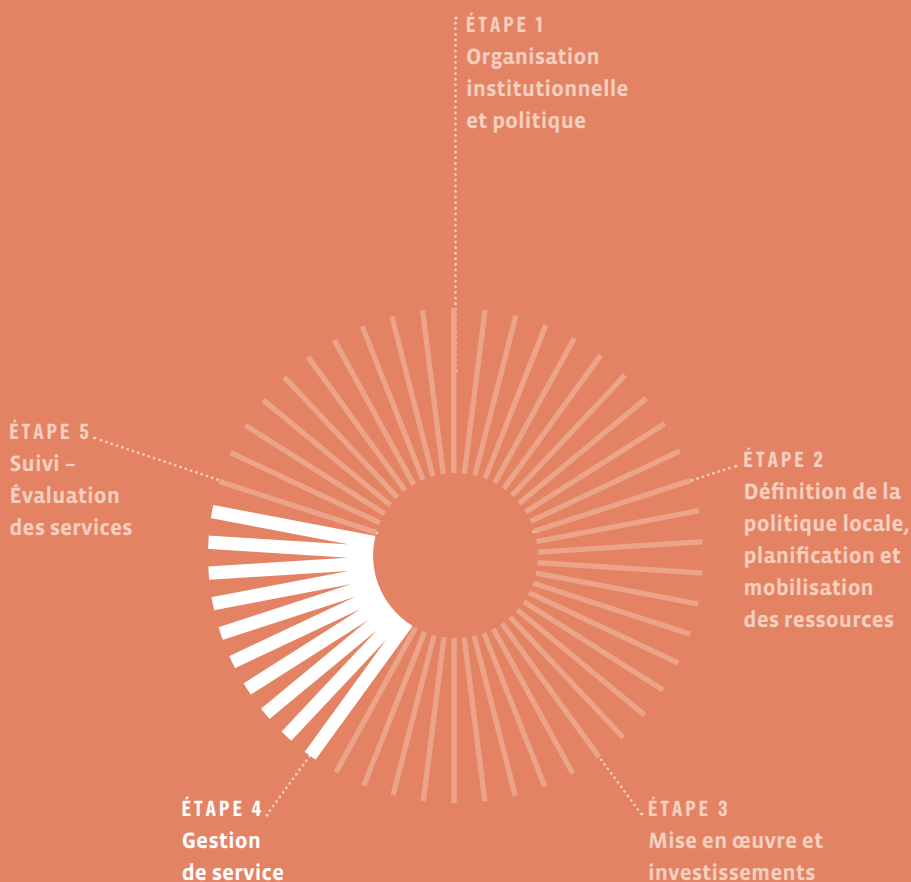 ÉTAPE 1
Organisation
institutionnelle
et politique
ÉTAPE 2
Définition de la
politique locale,
planification et
mobilisation
des ressources
ÉTAPE 3
Mise en œuvre et
investissements
ÉTAPE 4
Gestion
de service
ÉTAPE 5
Suivi –
Évaluation
des services